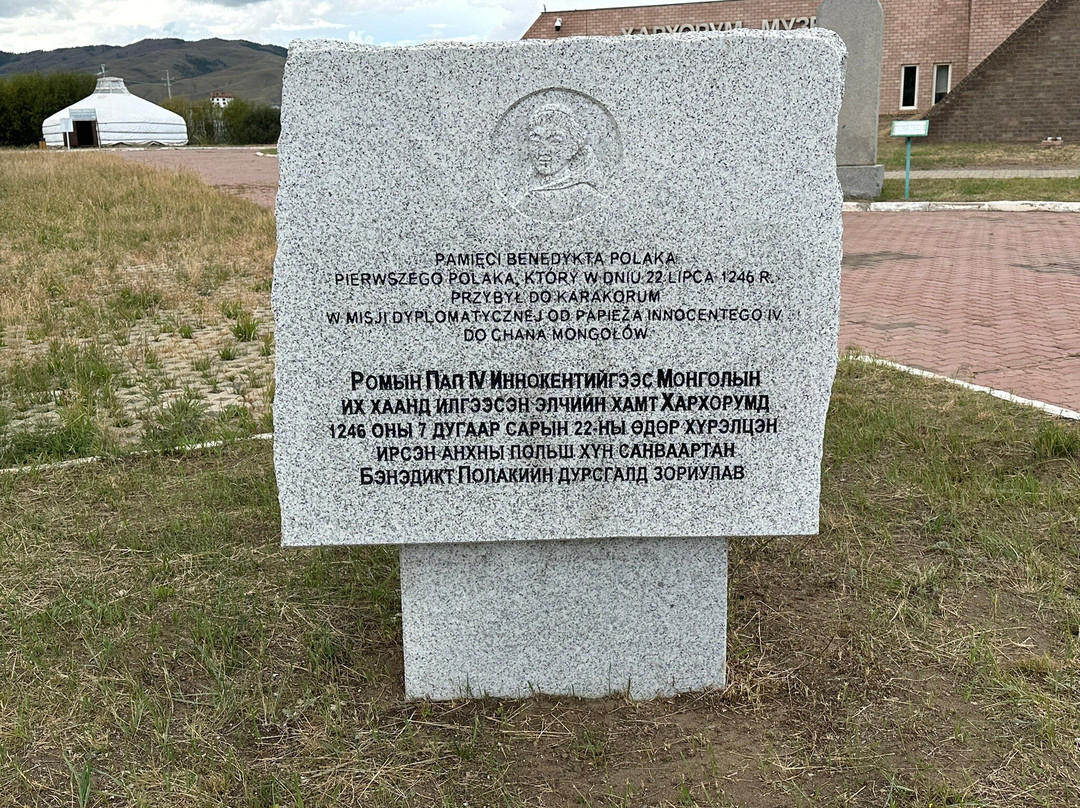 ХАРХОРУМ МУЗ
PAMIĘCI BENEDYKTA POLAKA
PIERWSZEGO POLAKA, KTÓRY W DNIU 22 LIPCA 1246 R.
PRZYBYŁ DO KARAKORUM
W MISJI DYPLOMATYCZNEJ OD PAPIEŻA INNOCENTEGO IV
DO CHANA MONGOŁÓW
РОМЫН ПАП IV ИННОКЕНТИЙГЭЭС МОНГОЛЫН
ИХ ХААНД ИЛГЭЭСЭН ЭЛЧИЙН ХАМТ ХАРХОРУМД
1246 ОНЫ 7 ДУГААР САРЫН 22-НЫ ӨДӨР ХҮРЭЛЦЭН
ИРСЭН АНХНЫ ПОЛЬШ ХҮН САНВААРТАН
БЭНЭДИКТ ПОЛАКИЙН ДУРСГАЛД ЗОРИУЛАВ